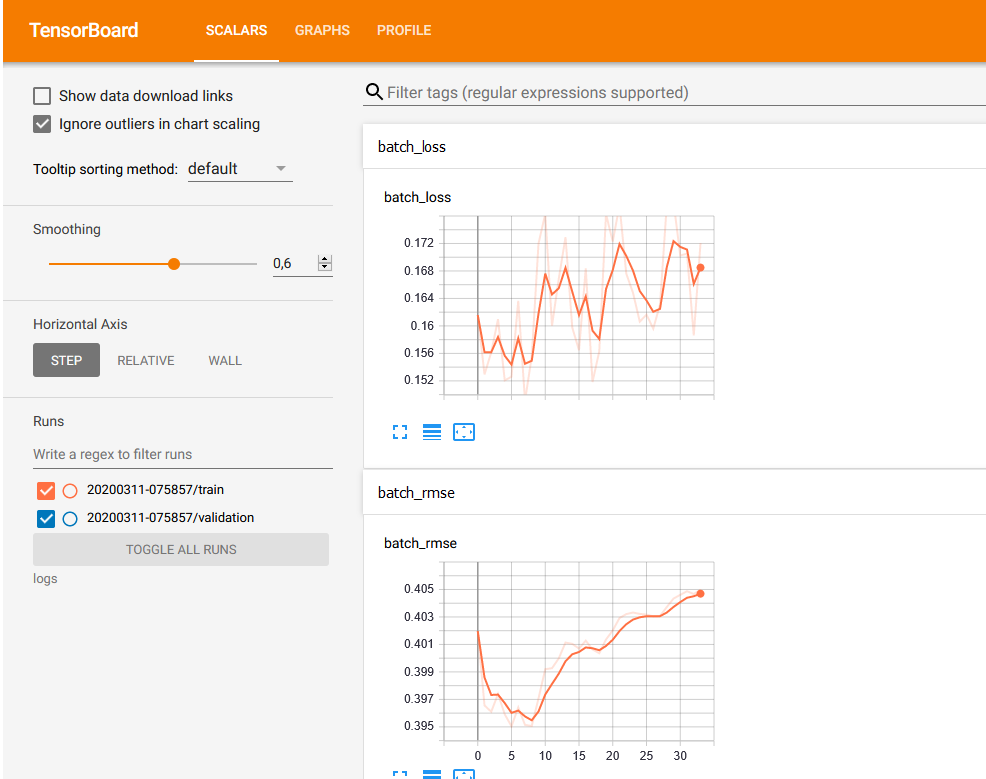 TensorBoard SCALARS GRAPHS PROFILE
Show data download links
Ignore outliers in chart scaling
Tooltip sorting method: default
Smoothing
0,6
Horizontal Axis
STEP RELATIVE WALL
Runs
Write a regex to filter runs
20200311-075857/train
20200311-075857/validation
TOGGLE ALL RUNS
logs
Filter tags (regular expressions supported)
batch_loss
batch_loss
0.172
0.168
0.164
0.16
0.156
0.152
batch_rmse
batch_rmse
0.405
0.403
0.401
0.399
0.397
0.395
0 5 10 15 20 25 30